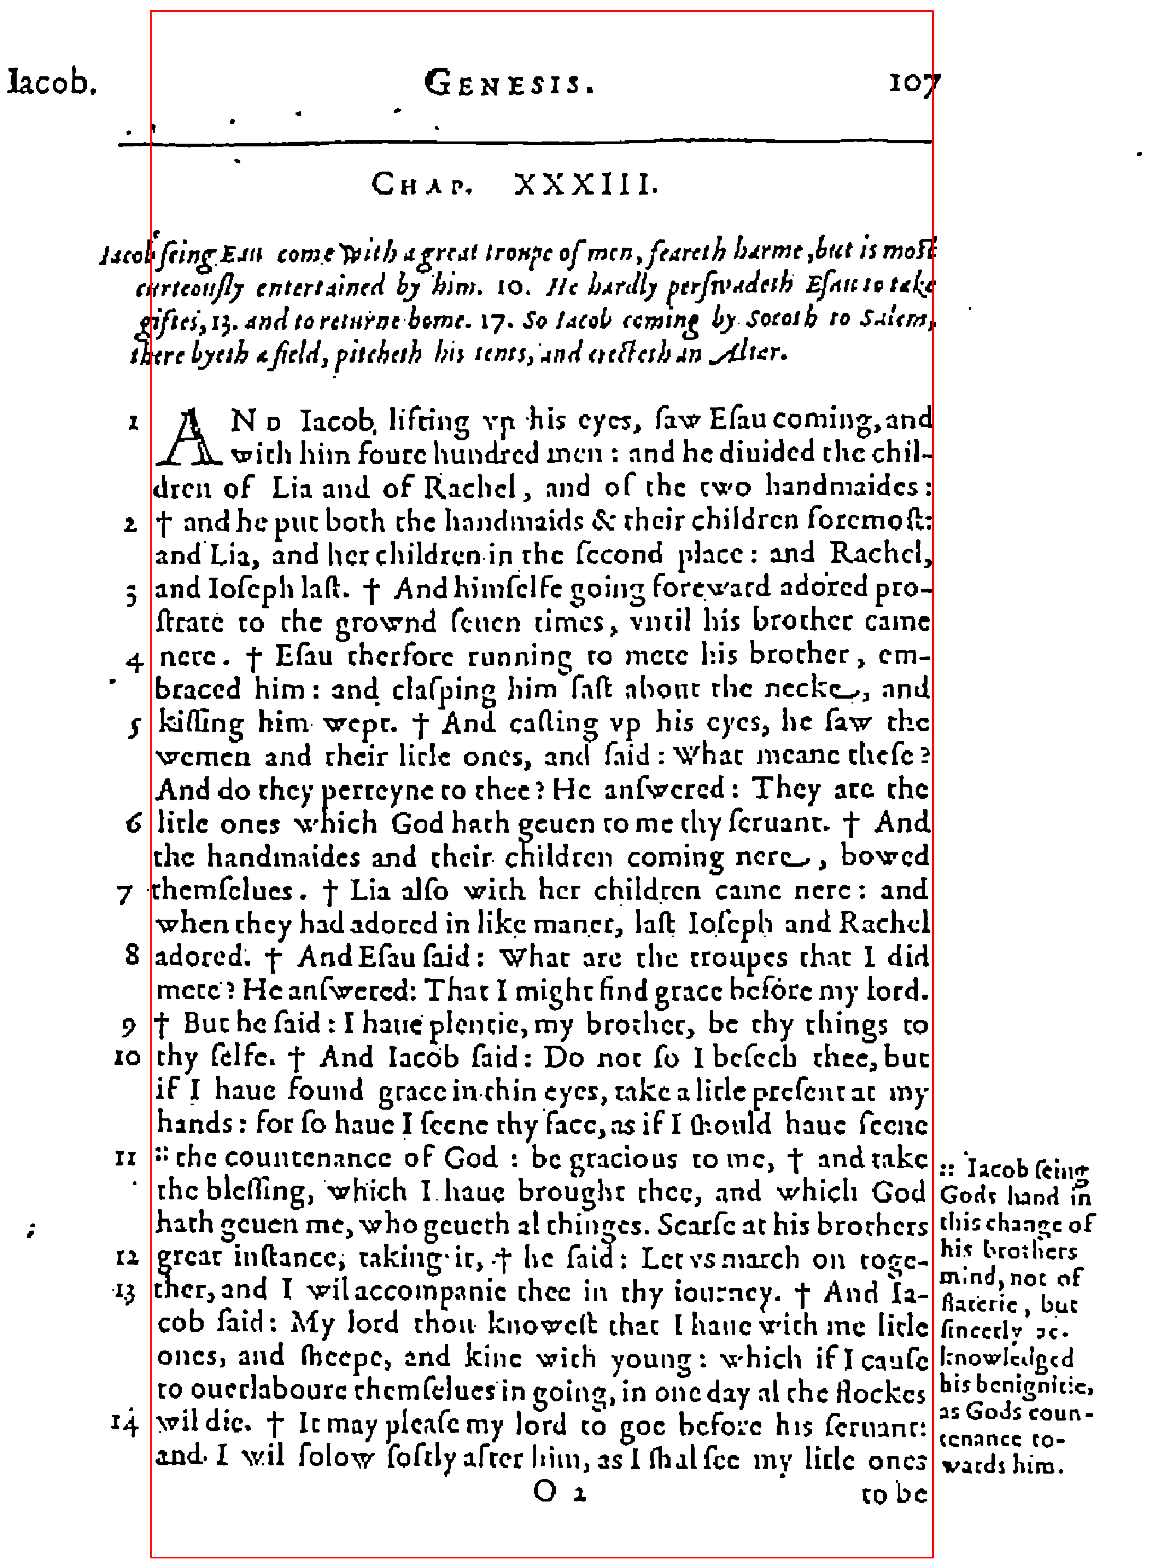 Iacob. GENESIS. 107
CHAP. XXXIII.
Iacob ſeing Eau come with a great troupe of men, feareth harme, but is moſt
curteouſly entertained by him. 10. He hardly perſwadeth Eſau to take
giftes, 13. and to returne home. 17. So Iacob coming by Socoth to Salem,
there byeth a field, pitcheth his tents, and erecteth an Altar.
1 AND Iacob, lifting vp his eyes, ſaw Eſau coming, and
with him foure hundred men : and he diuided the chil-
dren of Lia and of Rachel, and of the two handmaides :
2 † and he put both the handmaids & their children foremoſt:
and Lia, and her children in the ſecond place : and Rachel,
3 and Ioſeph laſt. † And himſelfe going foreward adored pro-
ſtrate to the grownd ſeuen times, vntil his brother came
4 nere. † Eſau therfore running to mete his brother, em-
braced him : and claſping him faſt about the necke, and
5 kiſſing him wept. † And caſting vp his eyes, he ſaw the
wemen and their litle ones, and ſaid : What meane theſe ?
And do they perteyne to thee ? He anſwered : They are the
6 litle ones which God hath geuen to me thy ſeruant. † And
the handmaides and their children coming nere, bowed
7 themſelues. † Lia alſo with her children came nere : and
when they had adored in like maner, laſt Ioſeph and Rachel
8 adored. † And Eſau ſaid : What are the troupes that I did
mete ? He anſwered : That I might find grace before my lord.
9 † But he ſaid : I haue plentie, my brother, be thy things to
10 thy ſelfe. † And Iacob ſaid : Do not ſo I beſech thee, but
if I haue found grace in thin eyes, take a litle preſent at my
hands : for ſo haue I ſeene thy face, as if I ſhould haue ſeene
11 :: the countenance of God : be gracious to me, † and take
the bleſſing, which I haue brought thee, and which God
hath geuen me, who geueth al thinges. Scarſe at his brothers
12 great inſtance, taking it, † he ſaid : Let vs march on toge-
13 ther, and I wil accompanie thee in thy iourney. † And Ia-
cob ſaid : My lord thou knoweſt that I haue with me litle
ones, and ſheepe, and kine with young : which if I cauſe
to ouerlaboure themſelues in going, in one day al the flockes
14 wil die. † It may pleaſe my lord to goe before his ſeruant:
and I wil folow ſoftly after him, as I ſhal ſee my litle ones
O 2 to be
:: Iacob ſeing
Gods hand in
this change of
his brothers
mind, not of
flaterie, but
ſincerly ac-
knowledged
his benignitie,
as Gods coun-
tenance to-
wards him.